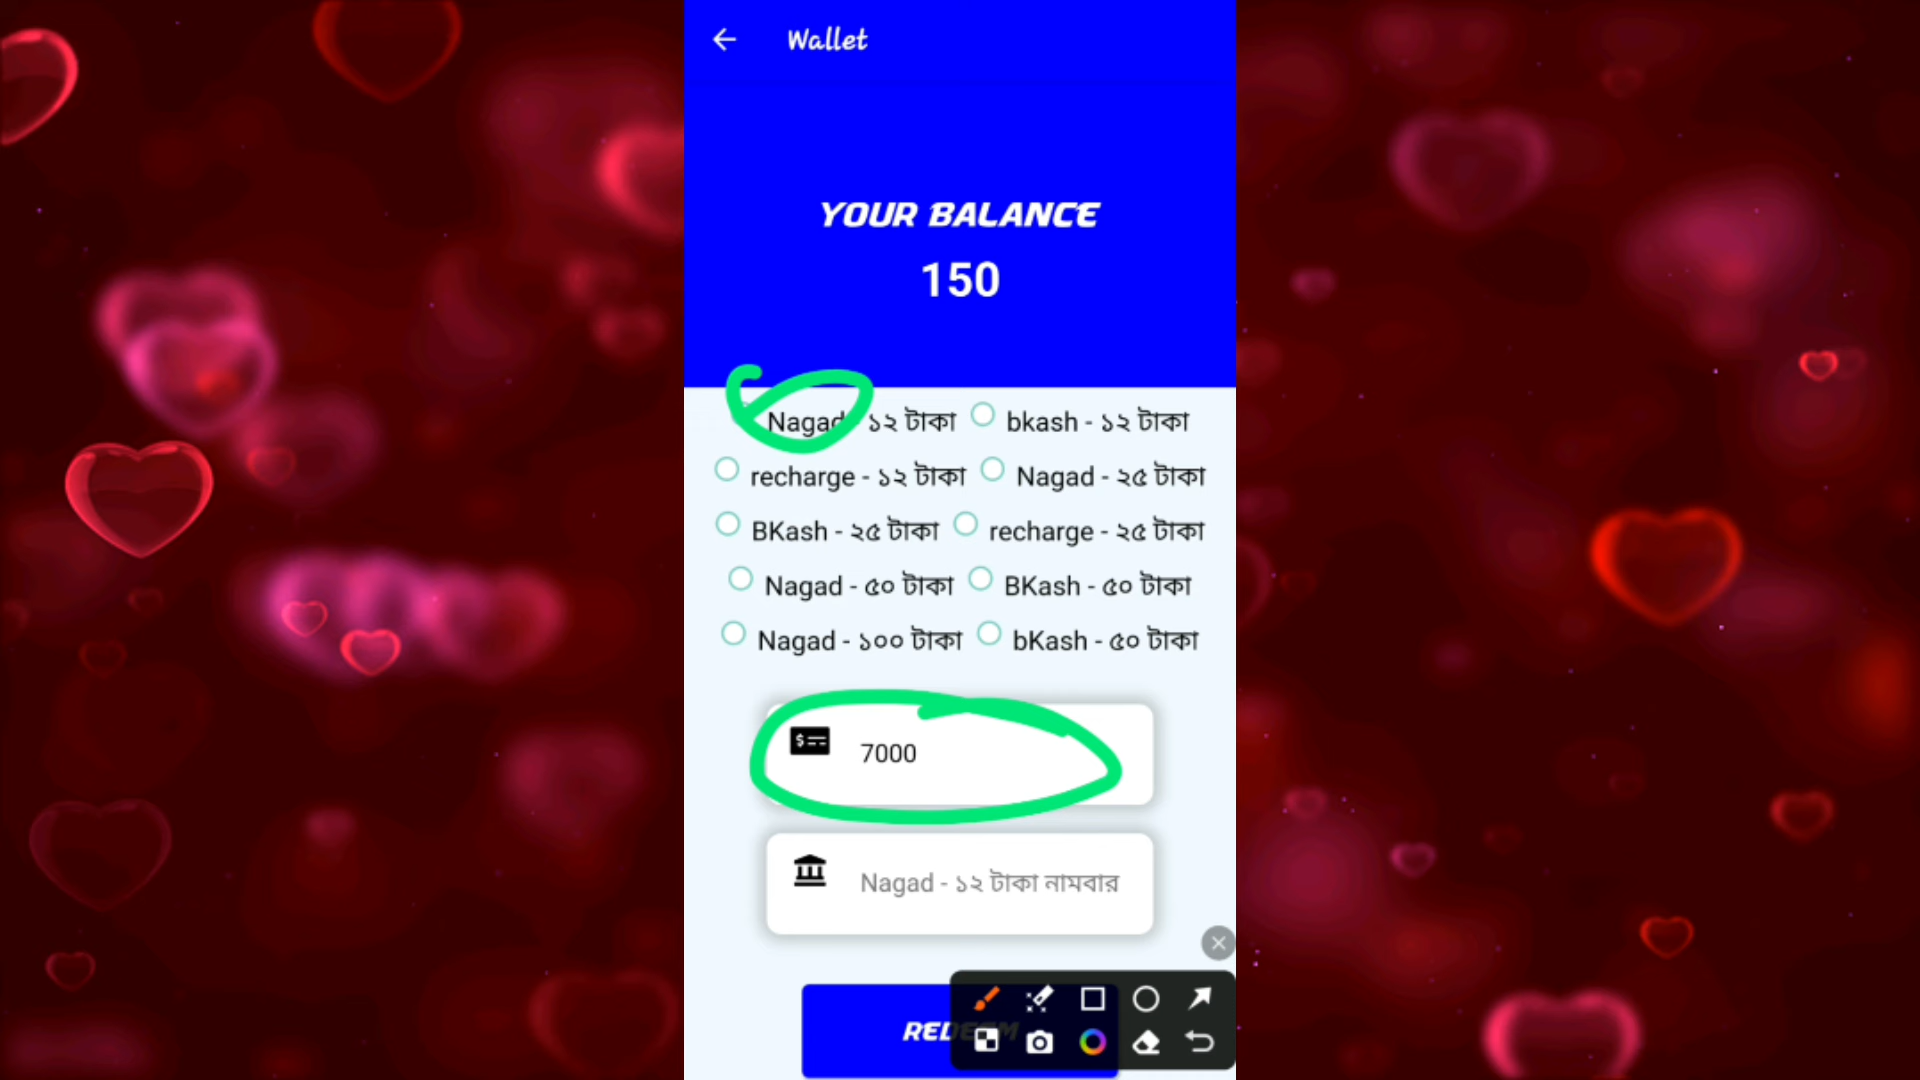 Wallet
YOUR BALANCE
150
Nagad - ১২ টাকা bkash - ১২ টাকা
recharge - ১২ টাকা Nagad - ২৫ টাকা
BKash - ২৫ টাকা recharge - ২৫ টাকা
Nagad - ৫০ টাকা BKash - ৫০ টাকা
Nagad - ১০০ টাকা bKash - ৫০ টাকা
7000
Nagad - ১২ টাকা নামবার
REDEEM